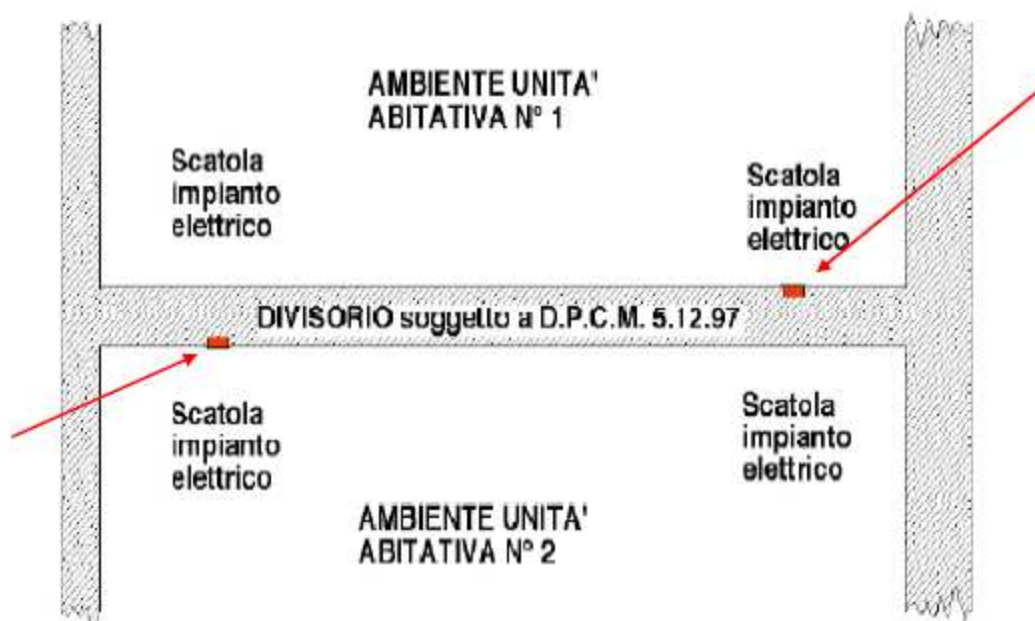 AMBIENTE UNITA'
ABITATIVA N° 1
Scatola
impianto
elettrico
Scatola
impianto
elettrico
DIVISORIO soggetto a D.P.C.M. 5.12.97
Scatola
impianto
elettrico
Scatola
impianto
elettrico
AMBIENTE UNITA'
ABITATIVA N° 2